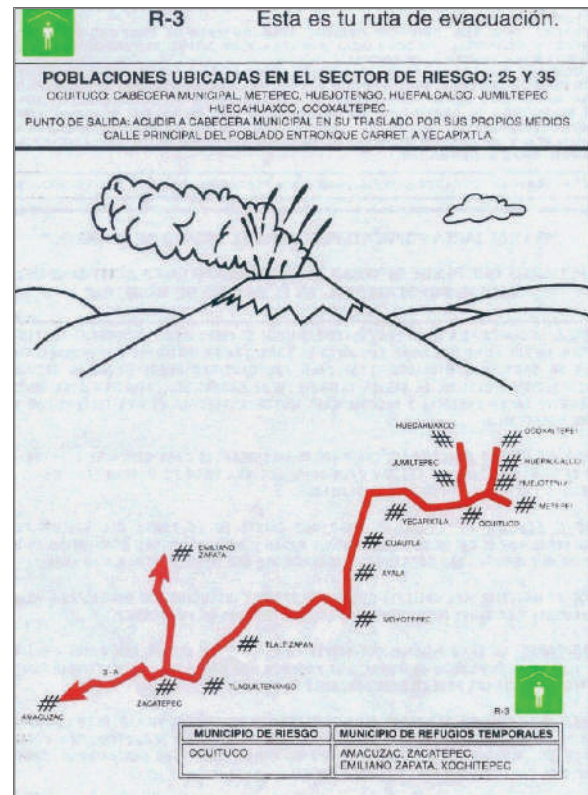 R-3 Esta es tu ruta de evacuación.
POBLACIONES UBICADAS EN EL SECTOR DE RIESGO: 25 Y 35
OCUITUCO: CABECERA MUNICIPAL, METEPEC, HUEJOTENGO, HUEPALCALCO, JUMILTEPEC
HUECAHUAXCO, OCOXALTEPEC.
PUNTO DE SALIDA: ACUDIR A CABECERA MUNICIPAL EN SU TRASLADO POR SUS PROPIOS MEDIOS
CALLE PRINCIPAL DEL POBLADO ENTRONQUE CARRET. A YECAPIXTLA.
HUECAHUAXCO
OCOXALTEPEC
JUMILTEPEC
HUEPALCALCO
HUEJOTENGO
METEPEC
YECAPIXTLA
OCUITUCO
CUAUTLA
EMILIANO
ZAPATA
AYALA
MOYOTEPEC
TLALTIZAPAN
3-A
TLAQUILTENANGO
ZACATEPEC
AMACUZAC
R-3
MUNICIPIO DE RIESGO MUNICIPIO DE REFUGIOS TEMPORALES
OCUITUCO AMACUZAC, ZACATEPEC,
EMILIANO ZAPATA, XOCHITEPEC